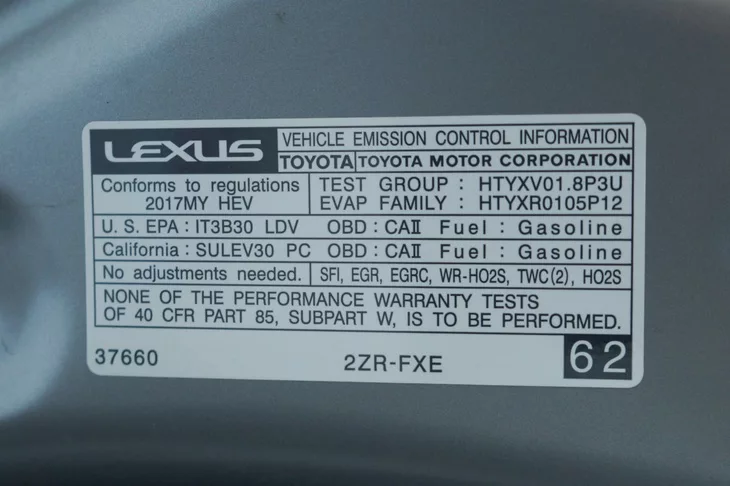 LEXUS
VEHICLE EMISSION CONTROL INFORMATION
TOYOTA TOYOTA MOTOR CORPORATION
Conforms to regulations
2017MY HEV
TEST GROUP : HTYXV01.8P3U
EVAP FAMILY : HTYXR0105P12
U. S. EPA : IT3B30 LDV OBD : CAII Fuel : Gasoline
California : SULEV30 PC OBD : CAII Fuel : Gasoline
No adjustments needed. SFI, EGR, EGRC, WR-HO2S, TWC(2), HO2S
NONE OF THE PERFORMANCE WARRANTY TESTS
OF 40 CFR PART 85, SUBPART W, IS TO BE PERFORMED.
37660 2ZR-FXE 62